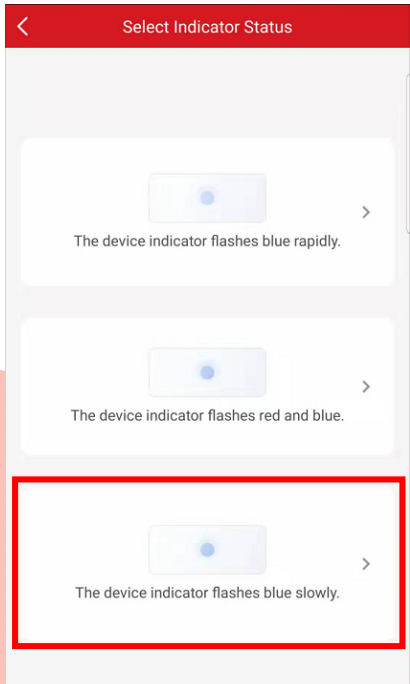 Select Indicator Status
The device indicator flashes blue rapidly.
The device indicator flashes red and blue.
The device indicator flashes blue slowly.